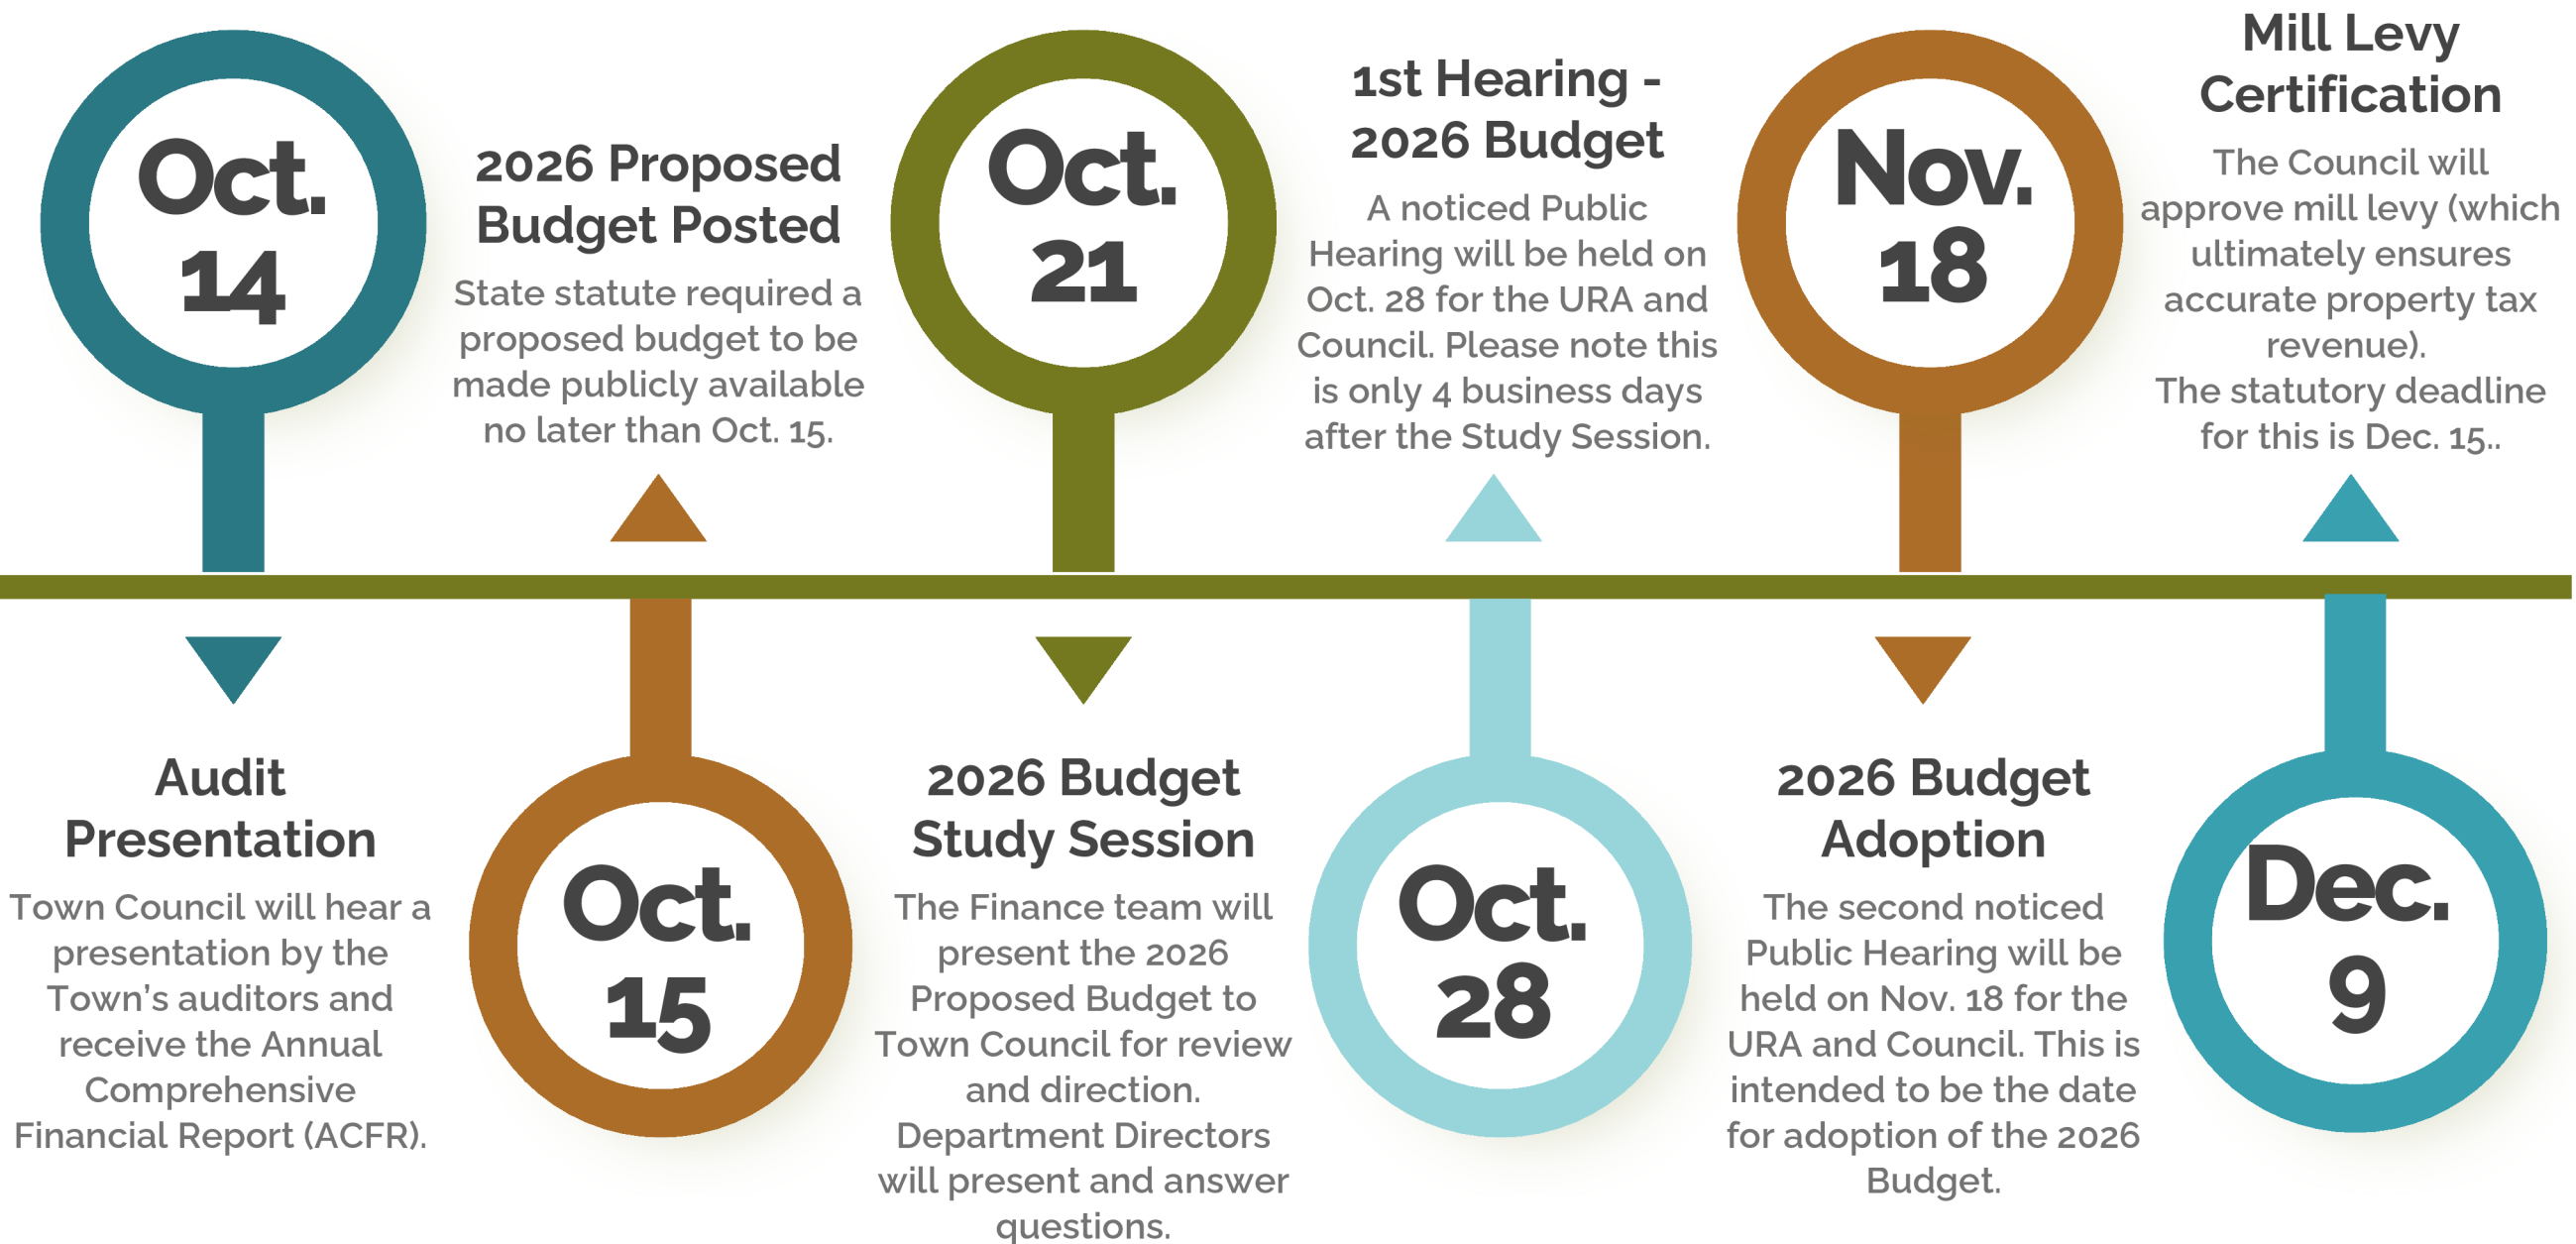 Oct.
14
Audit
Presentation
Town Council will hear a
presentation by the
Town's auditors and
receive the Annual
Comprehensive
Financial Report (ACFR).
2026 Proposed
Budget Posted
State statute required a
proposed budget to be
made publicly available
no later than Oct. 15.
Oct.
15
Oct.
21
2026 Budget
Study Session
The Finance team will
present the 2026
Proposed Budget to
Town Council for review
and direction.
Department Directors
will present and answer
questions.
1st Hearing -
2026 Budget
A noticed Public
Hearing will be held on
Oct. 28 for the URA and
Council. Please note this
is only 4 business days
after the Study Session.
Oct.
28
Nov.
18
2026 Budget
Adoption
The second noticed
Public Hearing will be
held on Nov. 18 for the
URA and Council. This is
intended to be the date
for adoption of the 2026
Budget.
Mill Levy
Certification
The Council will
approve mill levy (which
ultimately ensures
accurate property tax
revenue).
The statutory deadline
for this is Dec. 15..
Dec.
9